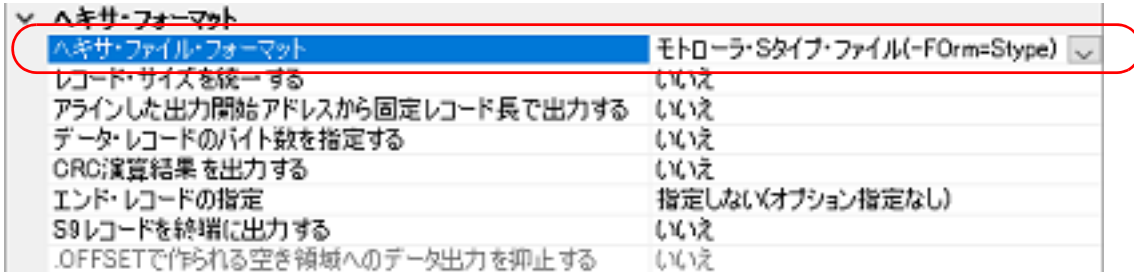 ヘキサ・フォーマット
ヘキサ・ファイル・フォーマット モトローラ・Sタイプ・ファイル(-FOrm=Stype)
レコード・サイズを統一する いいえ
アラインした出力開始アドレスから固定レコード長で出力する いいえ
データ・レコードのバイト数を指定する いいえ
CRC演算結果を出力する いいえ
エンド・レコードの指定 指定しない(オプション指定なし)
S9レコードを終端に出力する いいえ
.OFFSETで作られる空き領域へのデータ出力を抑止する いいえ